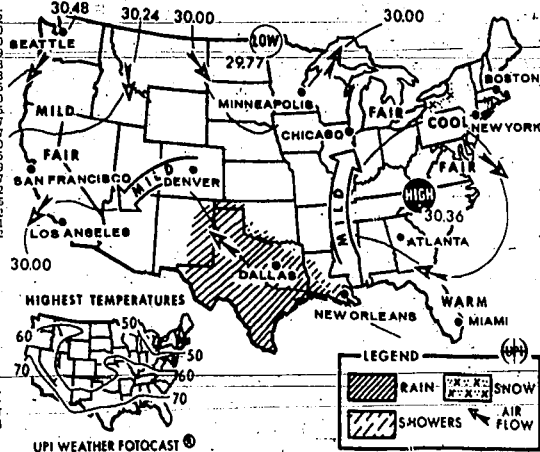 30.48
30.24
30.00
30.00
SEATTLE
LOW
29.77
MINNEAPOLIS
BOSTON
MILD
FAIR
COOL
NEW YORK
CHICAGO
FAIR
FAIR
SAN FRANCISCO
MILD
DENVER
HIGH
30.36
LOS ANGELES
MILD
ATLANTA
30.00
DALLAS
HIGHEST TEMPERATURES
NEW ORLEANS
WARM
MIAMI
50
60
50
70
60
70
LEGEND
UPI
RAIN
SNOW
SHOWERS
AIR
FLOW
UPI WEATHER FOTOCAST ®